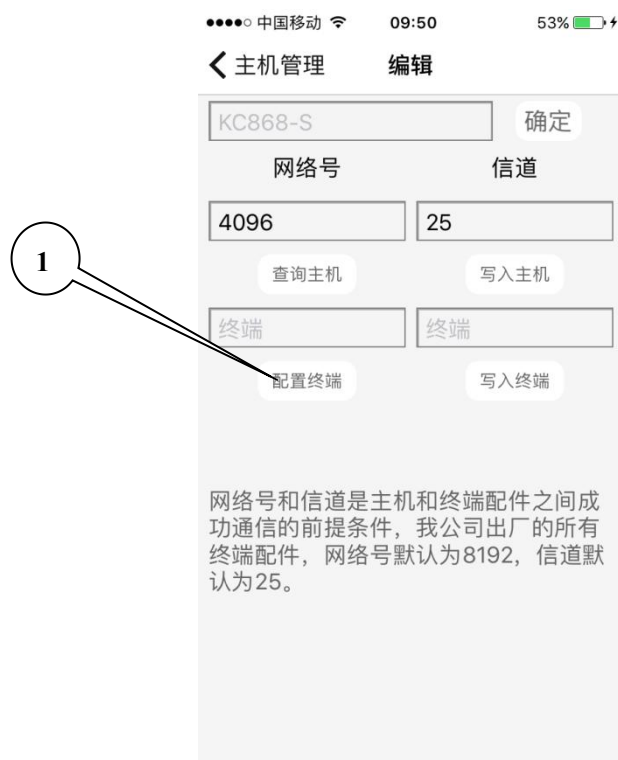 中国移动 09:50 53%
主机管理 编辑
KC868-S 确定
网络号 信道
4096 25
1
查询主机 写入主机
终端 终端
配置终端 写入终端
网络号和信道是主机和终端配件之间成
功通信的前提条件，我公司出厂的所有
终端配件，网络号默认为8192，信道默
认为25。